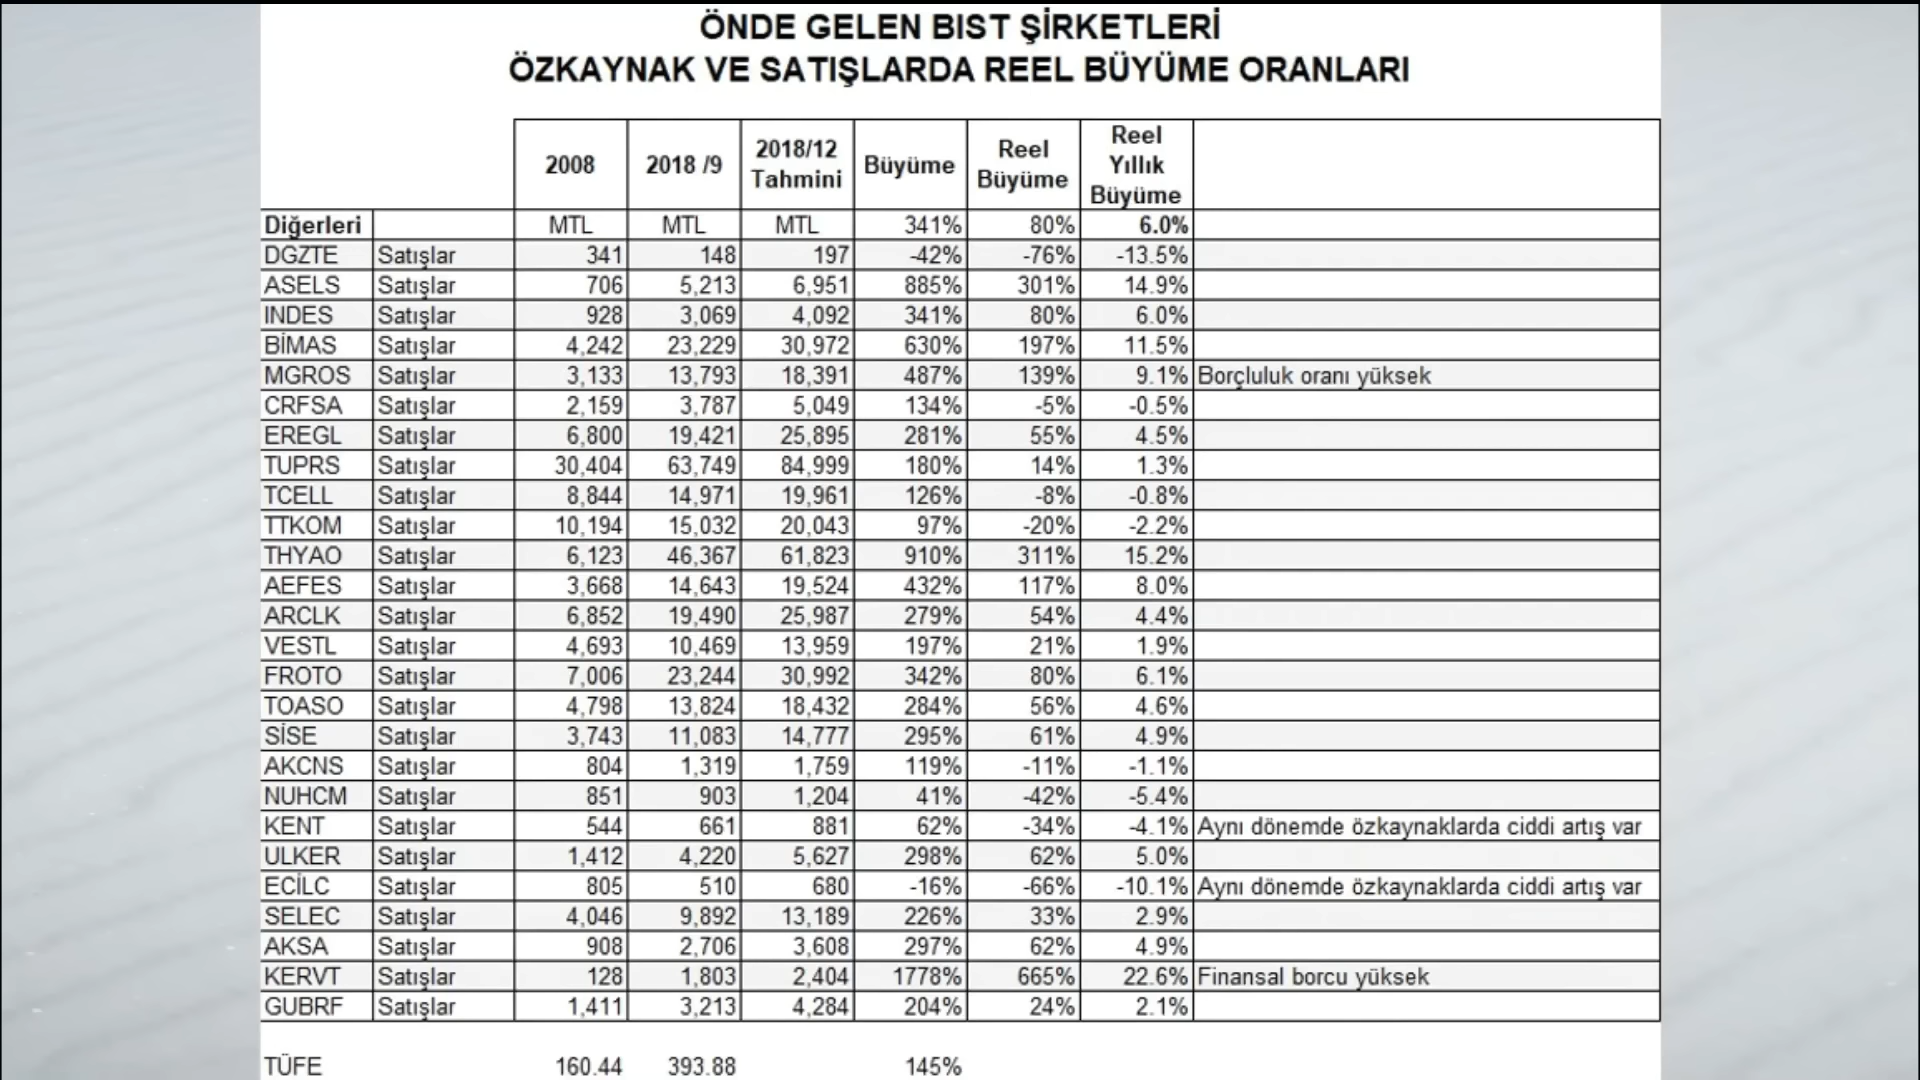 ÖNDE GELEN BIST ŞİRKETLERİ
ÖZKAYNAK VE SATIŞLARDA REEL BÜYÜME ORANLARI
2008 2018 /9 2018/12 Tahmini Büyüme Reel Büyüme Reel Yıllık Büyüme
Diğerleri MTL MTL MTL 341% 80% 6.0%
DGZTE Satışlar 341 148 197 -42% -76% -13.5%
ASELS Satışlar 706 5,213 6,951 885% 301% 14.9%
INDES Satışlar 928 3,069 4,092 341% 80% 6.0%
BİMAS Satışlar 4,242 23,229 30,972 630% 197% 11.5%
MGROS Satışlar 3,133 13,793 18,391 487% 139% 9.1% Borçluluk oranı yüksek
CRFSA Satışlar 2,159 3,787 5,049 134% -5% -0.5%
EREGL Satışlar 6,800 19,421 25,895 281% 55% 4.5%
TUPRS Satışlar 30,404 63,749 84,999 180% 14% 1.3%
TCELL Satışlar 8,844 14,971 19,961 126% -8% -0.8%
TTKOM Satışlar 10,194 15,032 20,043 97% -20% -2.2%
THYAO Satışlar 6,123 46,367 61,823 910% 311% 15.2%
AEFES Satışlar 3,668 14,643 19,524 432% 117% 8.0%
ARCLK Satışlar 6,852 19,490 25,987 279% 54% 4.4%
VESTL Satışlar 4,693 10,469 13,959 197% 21% 1.9%
FROTO Satışlar 7,006 23,244 30,992 342% 80% 6.1%
TOASO Satışlar 4,798 13,824 18,432 284% 56% 4.6%
SİSE Satışlar 3,743 11,083 14,777 295% 61% 4.9%
AKCNS Satışlar 804 1,319 1,759 119% -11% -1.1%
NUHCM Satışlar 851 903 1,204 41% -42% -5.4%
KENT Satışlar 544 661 881 62% -34% -4.1% Aynı dönemde özkaynaklarda ciddi artış var
ULKER Satışlar 1,412 4,220 5,627 298% 62% 5.0%
ECİLC Satışlar 805 510 680 -16% -66% -10.1% Aynı dönemde özkaynaklarda ciddi artış var
SELEC Satışlar 4,046 9,892 13,189 226% 33% 2.9%
AKSA Satışlar 908 2,706 3,608 297% 62% 4.9%
KERVT Satışlar 128 1,803 2,404 1778% 665% 22.6% Finansal borcu yüksek
GUBRF Satışlar 1,411 3,213 4,284 204% 24% 2.1%
TÜFE 160.44 393.88 145%